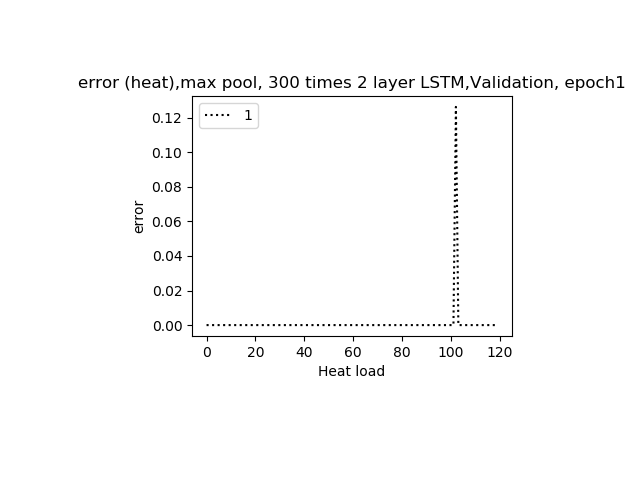 error (heat),max pool, 300 times 2 layer LSTM,Validation, epoch1
1
0.12
0.10
0.08
0.06
0.04
0.02
0.00
error
0 20 40 60 80 100 120
Heat load